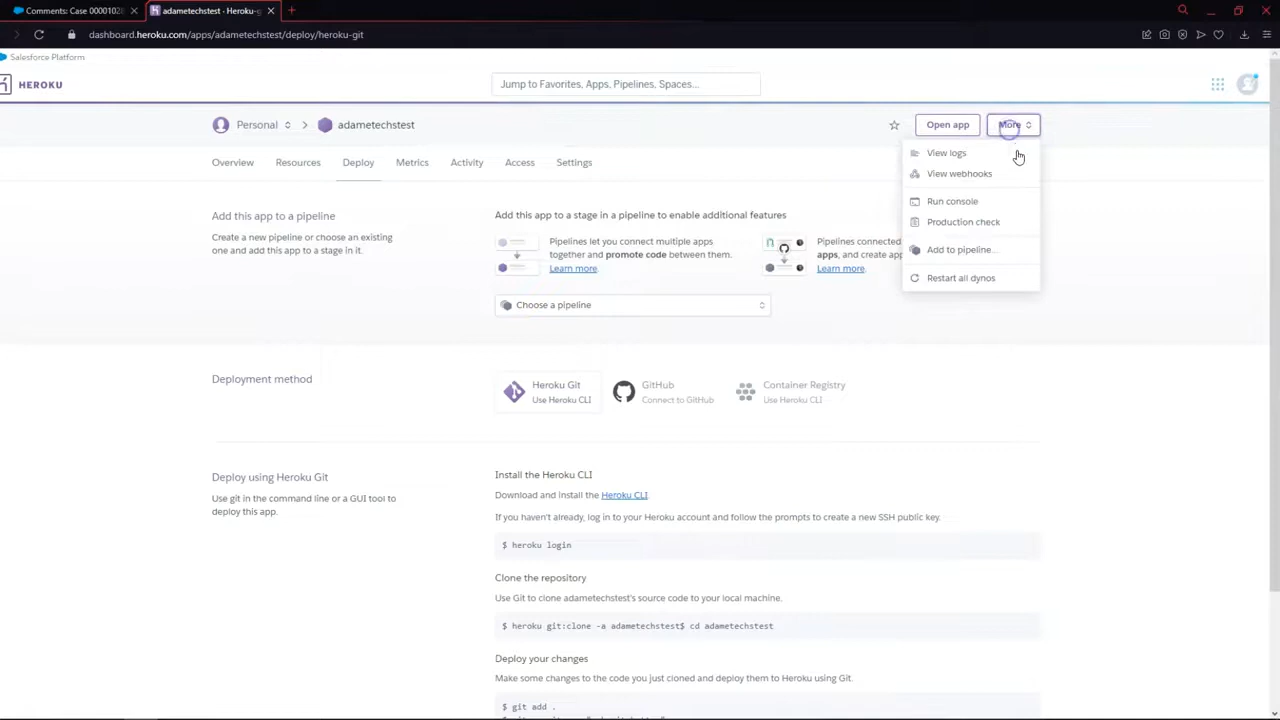 Comments: Case 0000102
adametechstest · Heroku-g
dashboard.heroku.com/apps/adametechstest/deploy/heroku-git
Salesforce Platform
HEROKU
Jump to Favorites, Apps, Pipelines, Spaces...
Personal
adametechstest
Open app
More
View logs
View webhooks
Run console
Production check
Add to pipeline...
Restart all dynos
Overview
Resources
Deploy
Metrics
Activity
Access
Settings
Add this app to a pipeline
Create a new pipeline or choose an existing
one and add this app to a stage in it.
Add this app to a stage in a pipeline to enable additional features
Pipelines let you connect multiple apps
together and promote code between them.
Learn more.
Pipelines connected
apps, and create app
Learn more.
Choose a pipeline
Deployment method
Heroku Git
Use Heroku CLI
GitHub
Connect to GitHub
Container Registry
Use Heroku CLI
Deploy using Heroku Git
Use git in the command line or a GUI tool to
deploy this app.
Install the Heroku CLI
Download and install the Heroku CLI.
If you haven't already, log in to your Heroku account and follow the prompts to create a new SSH public key.
$ heroku login
Clone the repository
Use Git to clone adametechstest's source code to your local machine.
$ heroku git:clone -a adametechstest$ cd adametechstest
Deploy your changes
Make some changes to the code you just cloned and deploy them to Heroku using Git.
$ git add .